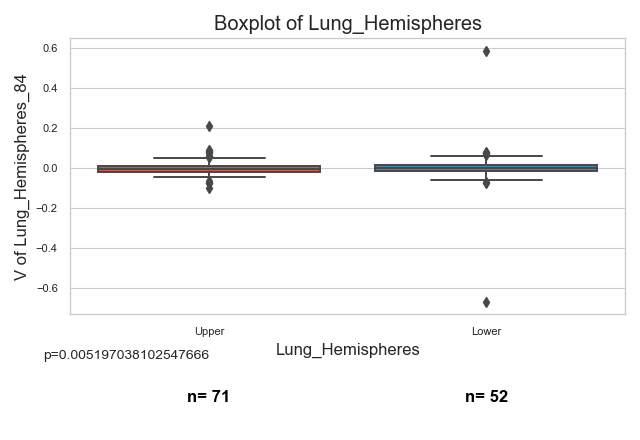 Boxplot of Lung_Hemispheres
V of Lung_Hemispheres_84
0.6
0.4
0.2
0.0
−0.2
−0.4
−0.6
Upper
Lower
Lung_Hemispheres
p=0.005197038102547666
n= 71
n= 52